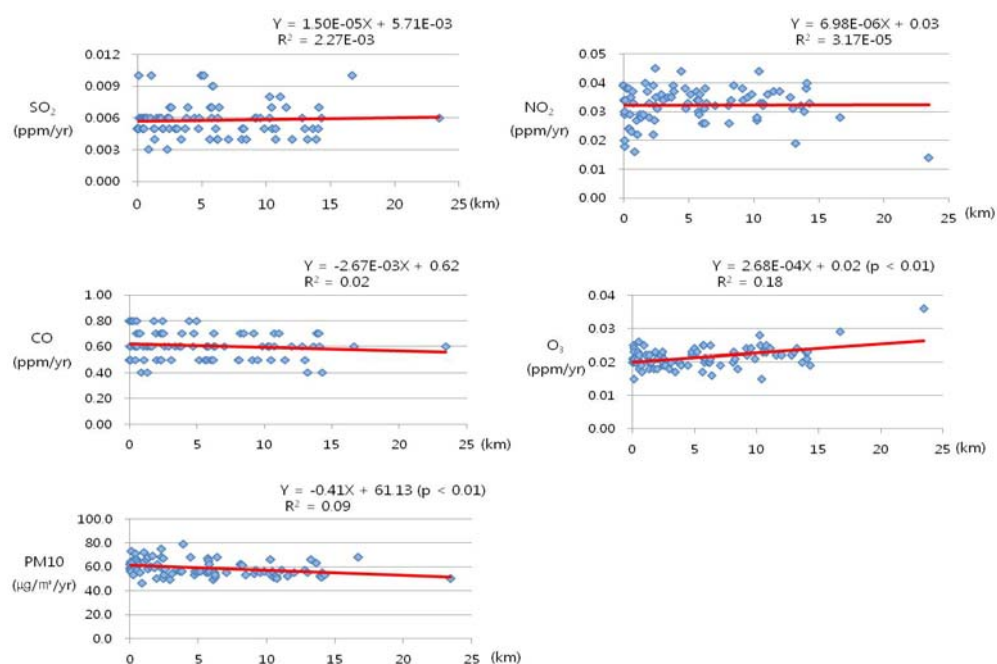 Y = 1.50E-05X + 5.71E-03
R² = 2.27E-03
SO₂
(ppm/yr)
0.012
0.009
0.006
0.003
0.000
0 5 10 15 20 25 (km)
Y = 6.98E-06X + 0.03
R² = 3.17E-05
NO₂
(ppm/yr)
0.05
0.04
0.03
0.02
0.01
0.00
0 5 10 15 20 25 (km)
Y = -2.67E-03X + 0.62
R² = 0.02
CO
(ppm/yr)
1.00
0.80
0.60
0.40
0.20
0.00
0 5 10 15 20 25 (km)
Y = 2.68E-04X + 0.02 (p < 0.01)
R² = 0.18
O₃
(ppm/yr)
0.04
0.03
0.02
0.01
0.00
0 5 10 15 20 25 (km)
Y = -0.41X + 61.13 (p < 0.01)
R² = 0.09
PM10
(㎍/㎥/yr)
100.0
80.0
60.0
40.0
20.0
0.0
0 5 10 15 20 25 (km)